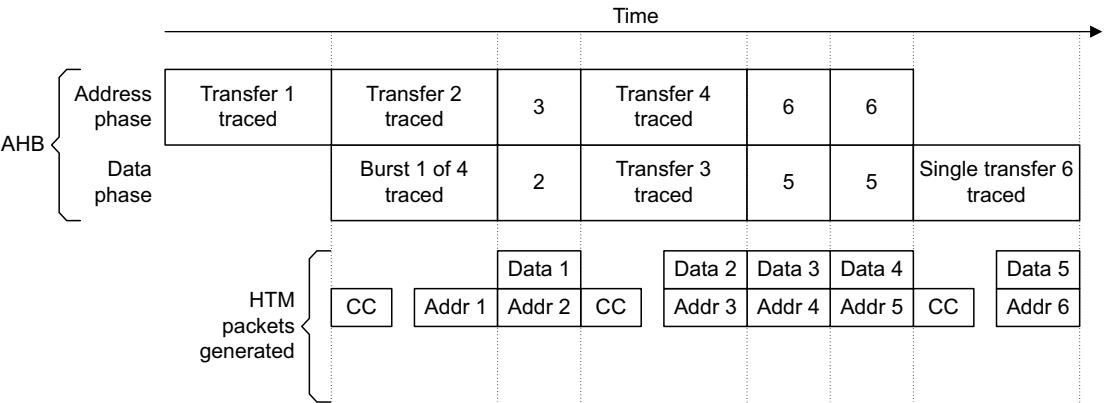 Time
AHB
Address
phase
Transfer 1
traced
Transfer 2
traced
3
Transfer 4
traced
6
6
Data
phase
Burst 1 of 4
traced
2
Transfer 3
traced
5
5
Single transfer 6
traced
HTM
packets
generated
Data 1
Data 2
Data 3
Data 4
Data 5
CC
Addr 1
Addr 2
CC
Addr 3
Addr 4
Addr 5
CC
Addr 6